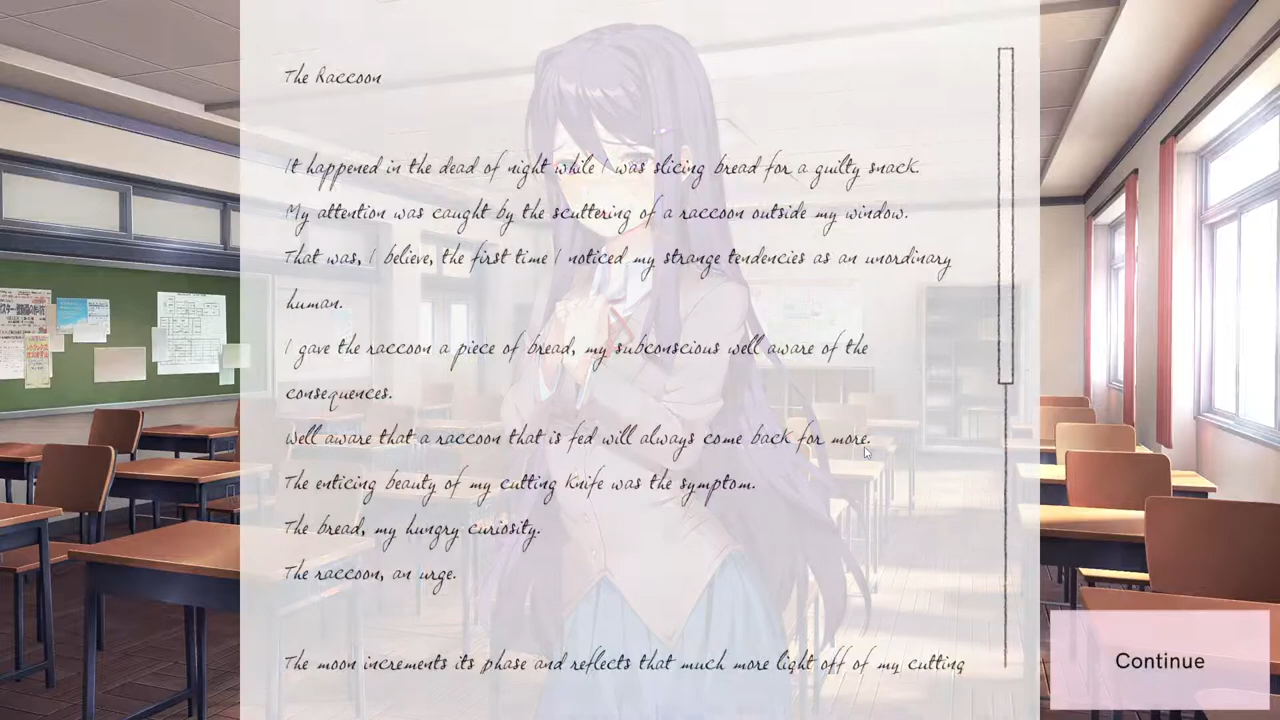 The Raccoon
It happened in the dead of night while I was slicing bread for a guilty snack.
My attention was caught by the scuttering of a raccoon outside my window.
That was, I believe, the first time I noticed my strange tendencies as an unordinary
human.
I gave the raccoon a piece of bread, my subconscious well aware of the
consequences.
Well aware that a raccoon that is fed will always come back for more.
The enticing beauty of my cutting knife was the symptom.
The bread, my hungry curiosity.
The raccoon, an urge.
The moon increments its phase and reflects that much more light off of my cutting
Continue